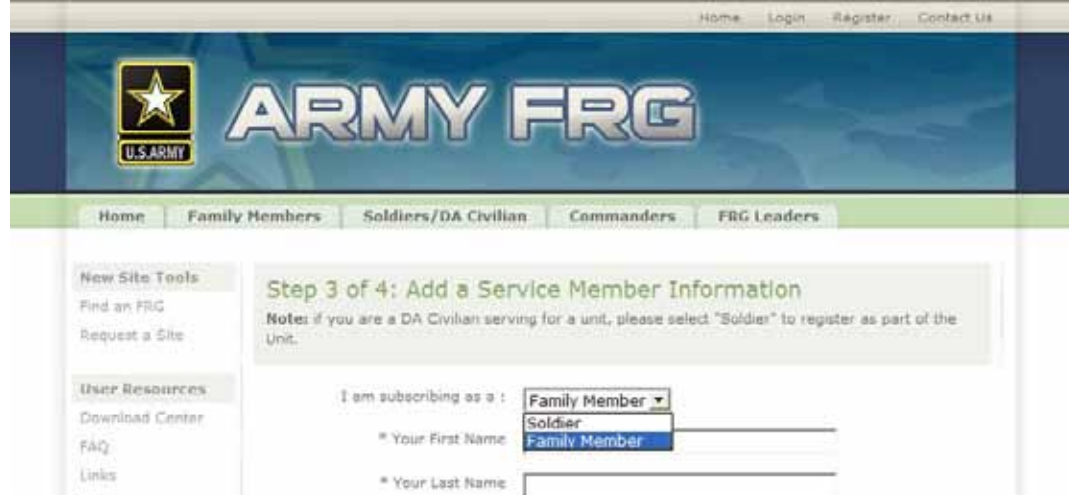 Home Login Register Contact Us
U.S.ARMY
ARMY FRG
Home Family Members Soldiers/DA Civilian Commanders FRG Leaders
New Site Tools
Find an FRG
Request a Site
User Resources
Download Center
FAQ
Links
Step 3 of 4: Add a Service Member Information
Note: if you are a DA Civilian serving for a unit, please select "Soldier" to register as part of the
Unit.
I am subscribing as a : Family Member
Soldier
Family Member
* Your First Name
* Your Last Name